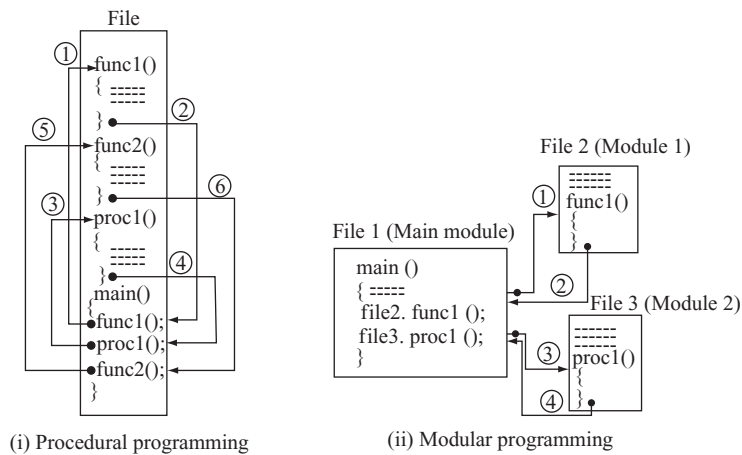 File
①
func1()
{
②
}
⑤
func2()
{
⑥
}
③
proc1()
{
④
}
main()
{
func1();
proc1();
func2();
}
(i) Procedural programming
File 2 (Module 1)
①
func1()
{
}
②
File 1 (Main module)
main ()
{
file2. func1 ();
file3. proc1 ();
}
File 3 (Module 2)
③
proc1()
{
④
}
(ii) Modular programming